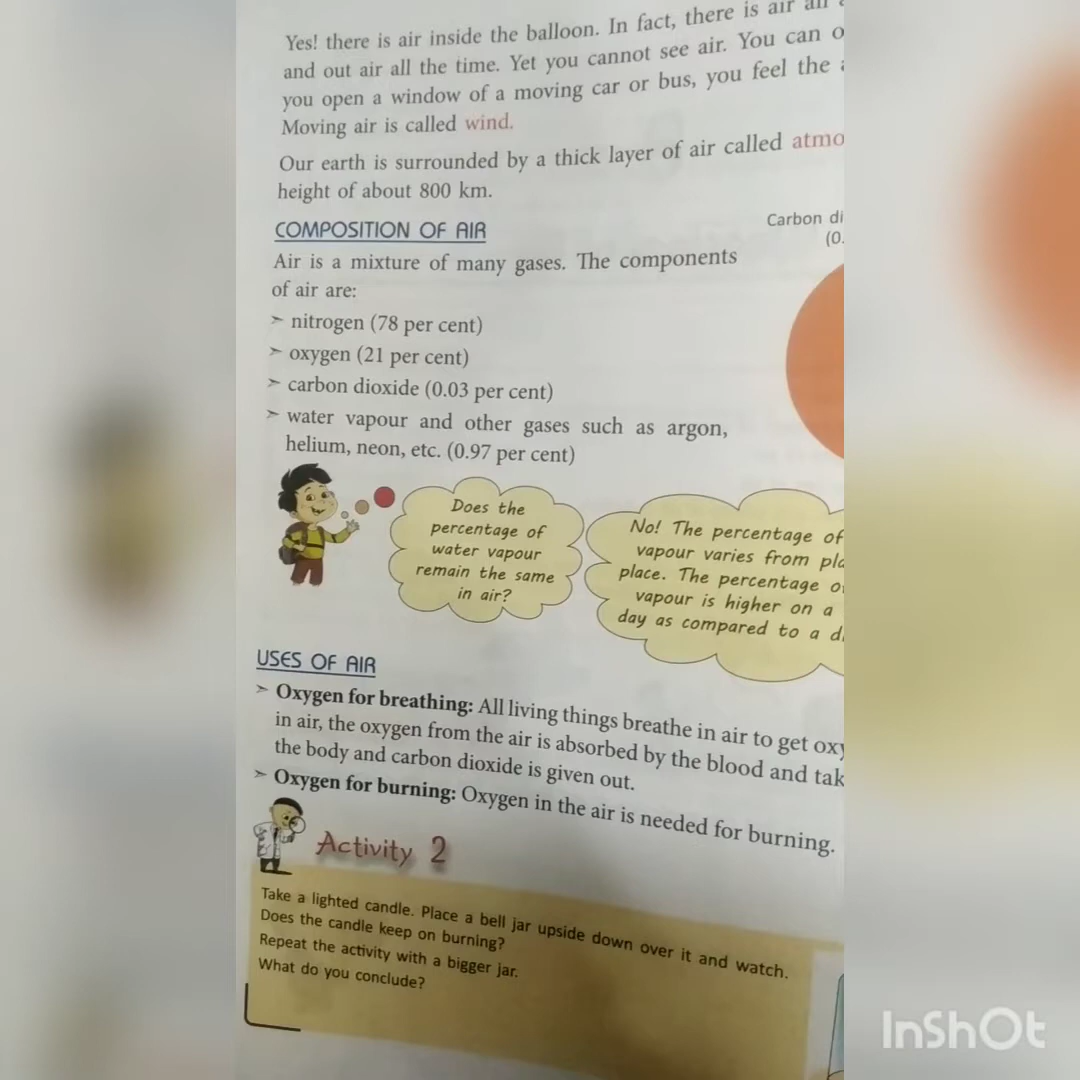 Yes! there is air inside the balloon. In fact, there is air all
and out air all the time. Yet you cannot see air. You can
you open a window of a moving car or bus, you feel the
Moving air is called wind.
Our earth is surrounded by a thick layer of air called atmo
height of about 800 km.
COMPOSITION OF AIR
Carbon di
(0.
Air is a mixture of many gases. The components
of air are:
➣ nitrogen (78 per cent)
➣ oxygen (21 per cent)
➣ carbon dioxide (0.03 per cent)
➣ water vapour and other gases such as argon,
helium, neon, etc. (0.97 per cent)
Does the
percentage of
water vapour
remain the same
in air?
No! The percentage of
vapour varies from pla
place. The percentage o
vapour is higher on a
day as compared to a d
USES OF AIR
➣ Oxygen for breathing: All living things breathe in air to get oxy
in air, the oxygen from the air is absorbed by the blood and tak
the body and carbon dioxide is given out.
➣ Oxygen for burning: Oxygen in the air is needed for burning.
Activity 2
Take a lighted candle. Place a bell jar upside down over it and watch.
Does the candle keep on burning?
Repeat the activity with a bigger jar.
What do you conclude?
InShOt